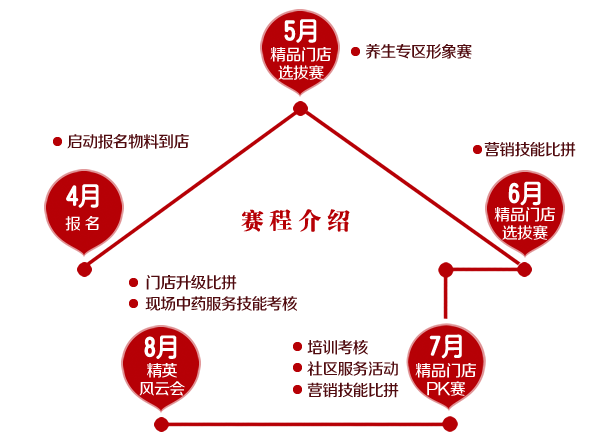 5月
精品门店
选拔赛
养生专区形象赛
启动报名物料到店
4月
报名
营销技能比拼
6月
精品门店
选拔赛
赛程介绍
门店升级比拼
现场中药服务技能考核
8月
精英
风云会
培训考核
社区服务活动
营销技能比拼
7月
精品门店
PK赛